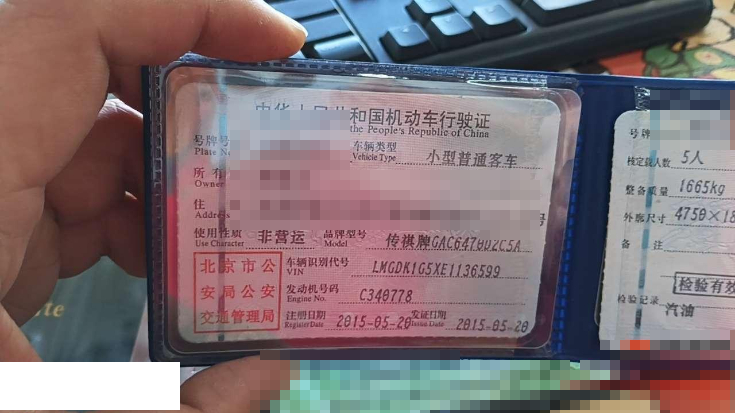 和国机动车行驶证
the People's Republic of China
号牌号
Plate N
车辆类型
Vehicle Type
小型普通客车
所 有
Owner
住
Address
号
使用性质
Use Character
非营运
品牌型号
Model
传祺牌GAC6470D2C5A
北京市公
安局公安
交通管理局
车辆识别代号
VIN
LMGDK1G5XE1136599
发动机号码
Engine No.
C340778
注册日期
Register Date
2015-05-20
发证日期
Issue Date
2015-05-20
号牌
核定载人数
5人
整备质量
1665kg
外廓尺寸
4750×18
备 注
检验有效
检验记录
汽油